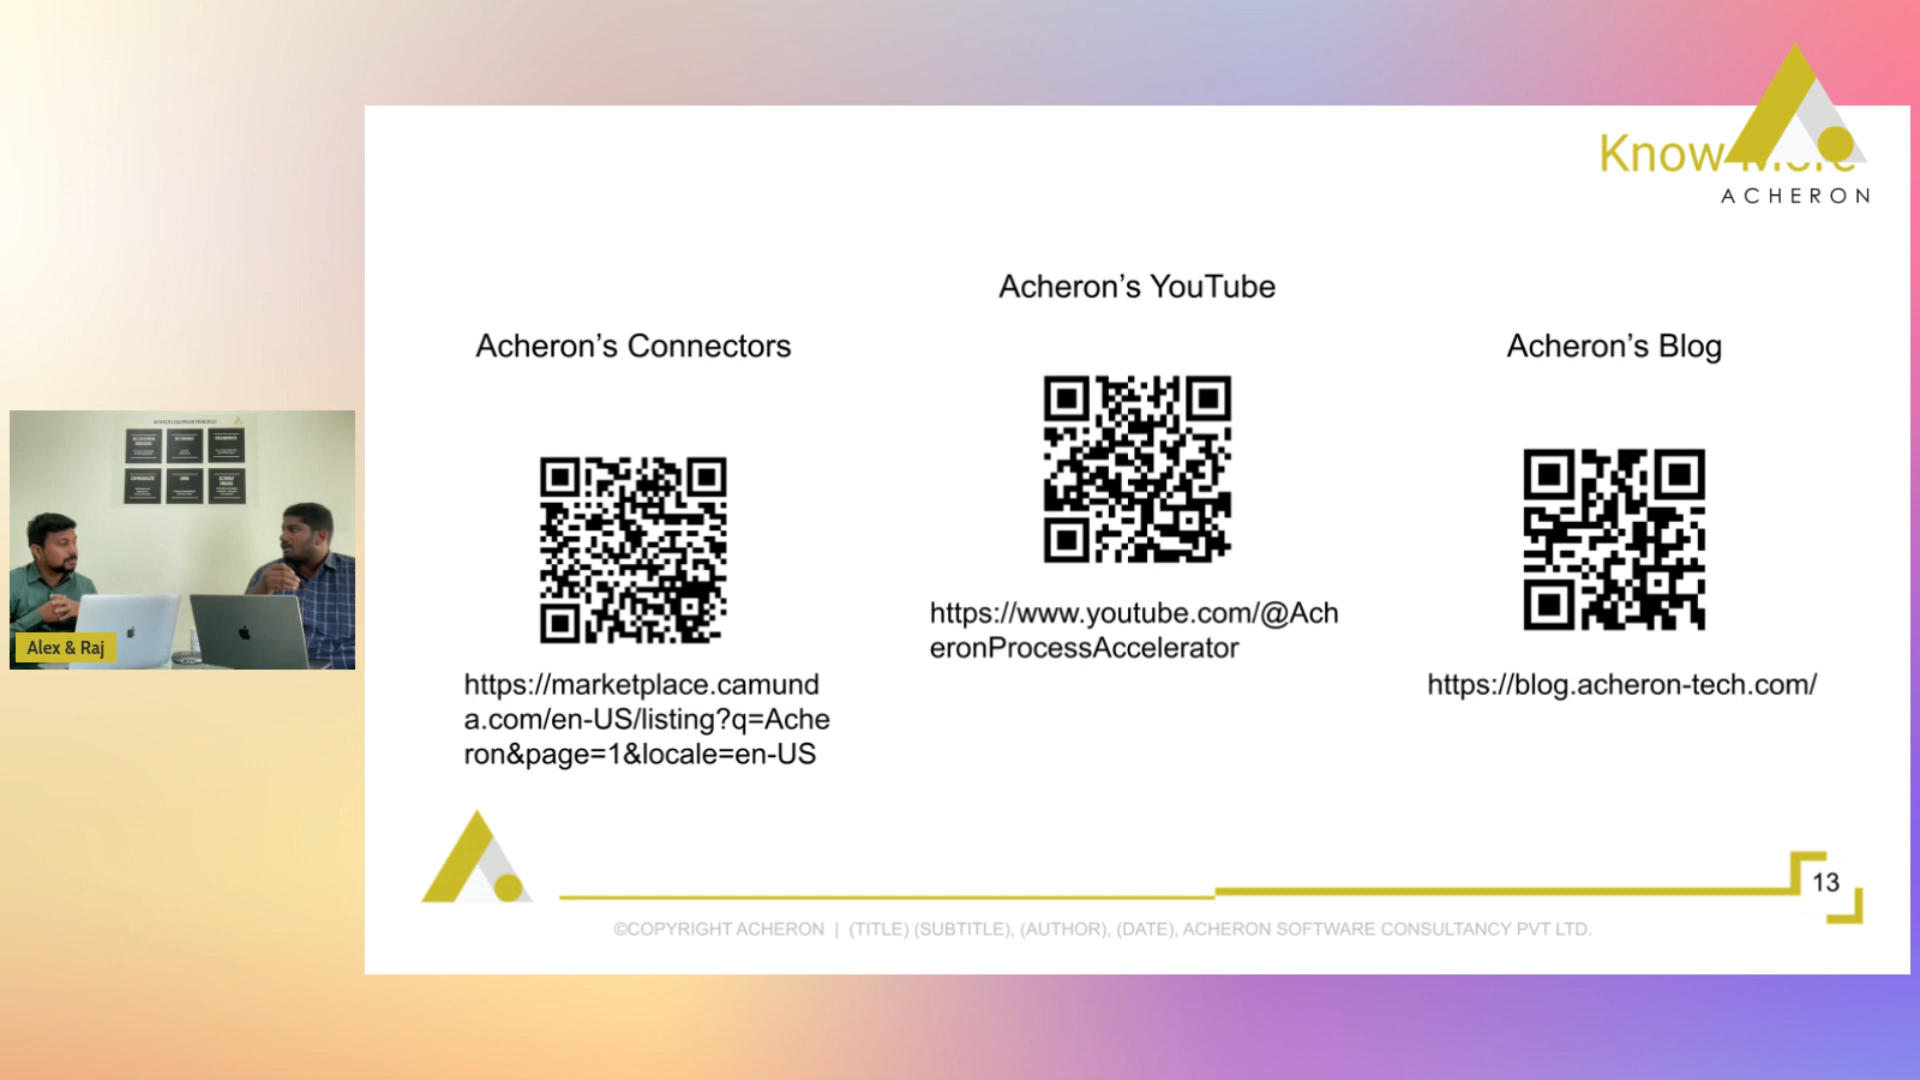 Know More
ACHERON
Acheron’s YouTube
Acheron’s Connectors
Acheron’s Blog
https://www.youtube.com/@Ach
eronProcessAccelerator
https://marketplace.camund
a.com/en-US/listing?q=Ache
ron&page=1&locale=en-US
https://blog.acheron-tech.com/
Alex & Raj
13
©COPYRIGHT ACHERON | (TITLE) (SUBTITLE), (AUTHOR), (DATE), ACHERON SOFTWARE CONSULTANCY PVT LTD.